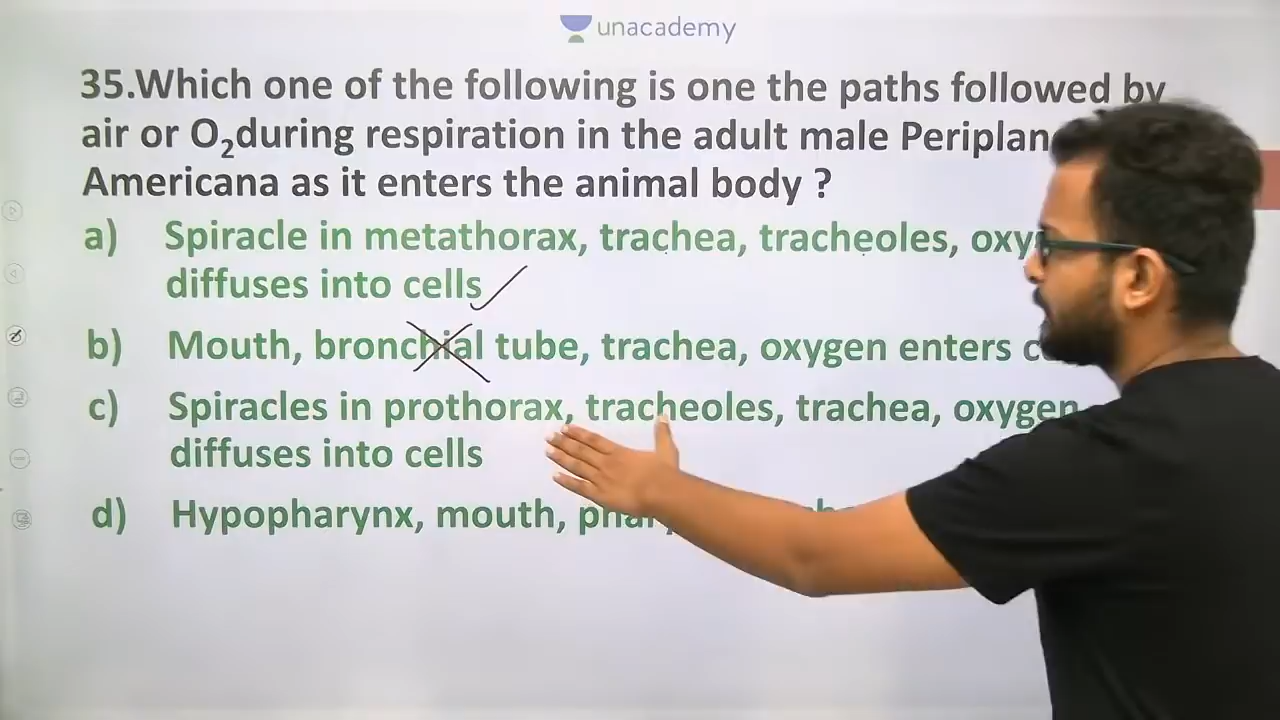 unacademy
35.Which one of the following is one the paths followed by
air or O₂during respiration in the adult male
Americana as it enters the animal body ?
a) Spiracle in metathorax, trachea, tracheoles,
diffuses into cells
b) Mouth, bronchial tube, trachea, oxygen enters
c) Spiracles in prothorax, tracheoles, trachea, oxygen
diffuses into cells
d) Hypopharynx, mouth,